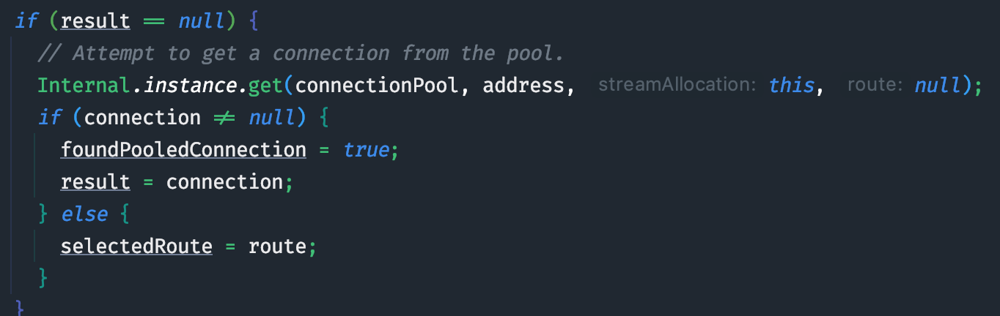 if (result == null) {
// Attempt to get a connection from the pool.
Internal.instance.get(connectionPool, address, streamAllocation: this, route: null);
if (connection != null) {
foundPooledConnection = true;
result = connection;
} else {
selectedRoute = route;
}
}